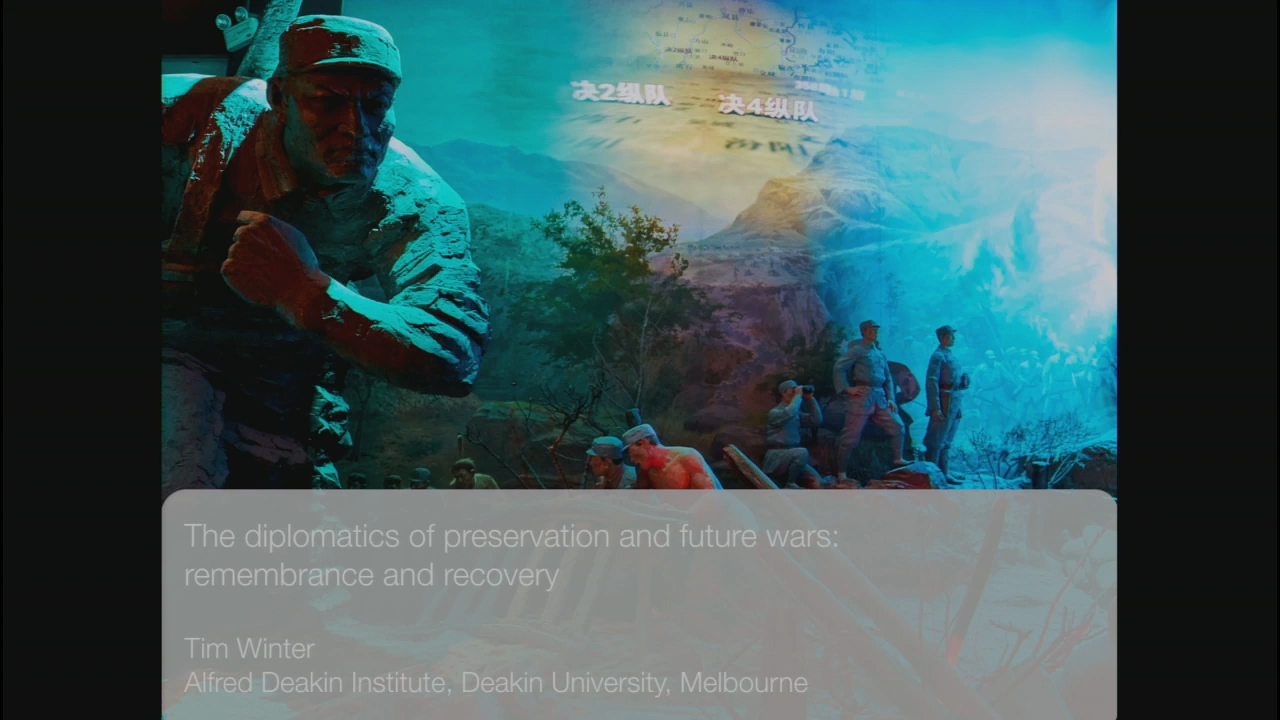 决2纵队
决4纵队
The diplomatics of preservation and future wars:
remembrance and recovery
Tim Winter
Alfred Deakin Institute, Deakin University, Melbourne